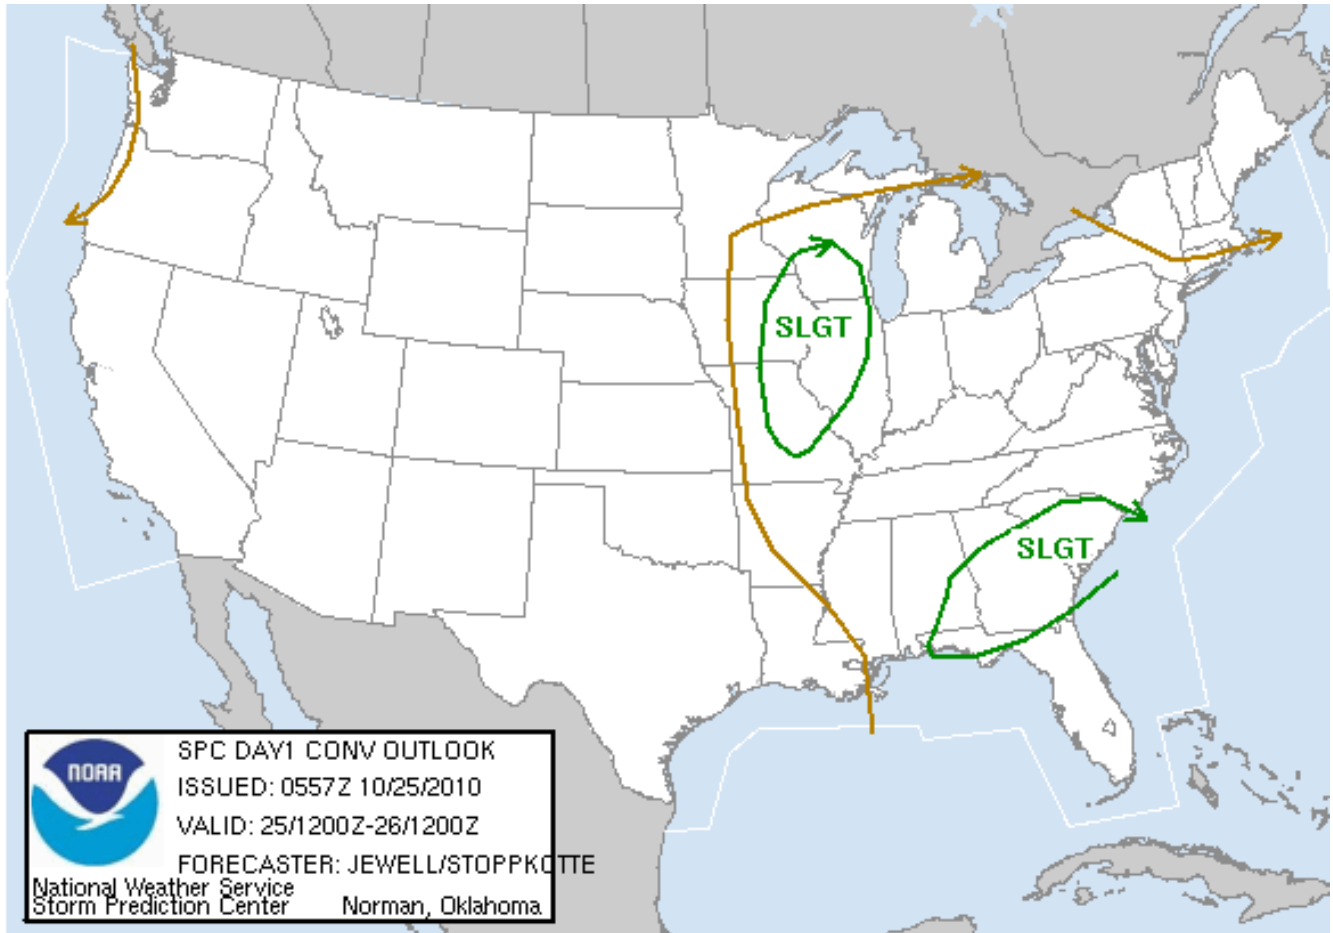 SLGT
SLGT
NOAA
SPC DAY1 CONV OUTLOOK
ISSUED: 0557Z 10/25/2010
VALID: 25/1200Z-26/1200Z
FORECASTER: JEWELL/STOPPKOTTE
National Weather Service
Storm Prediction Center Norman, Oklahoma